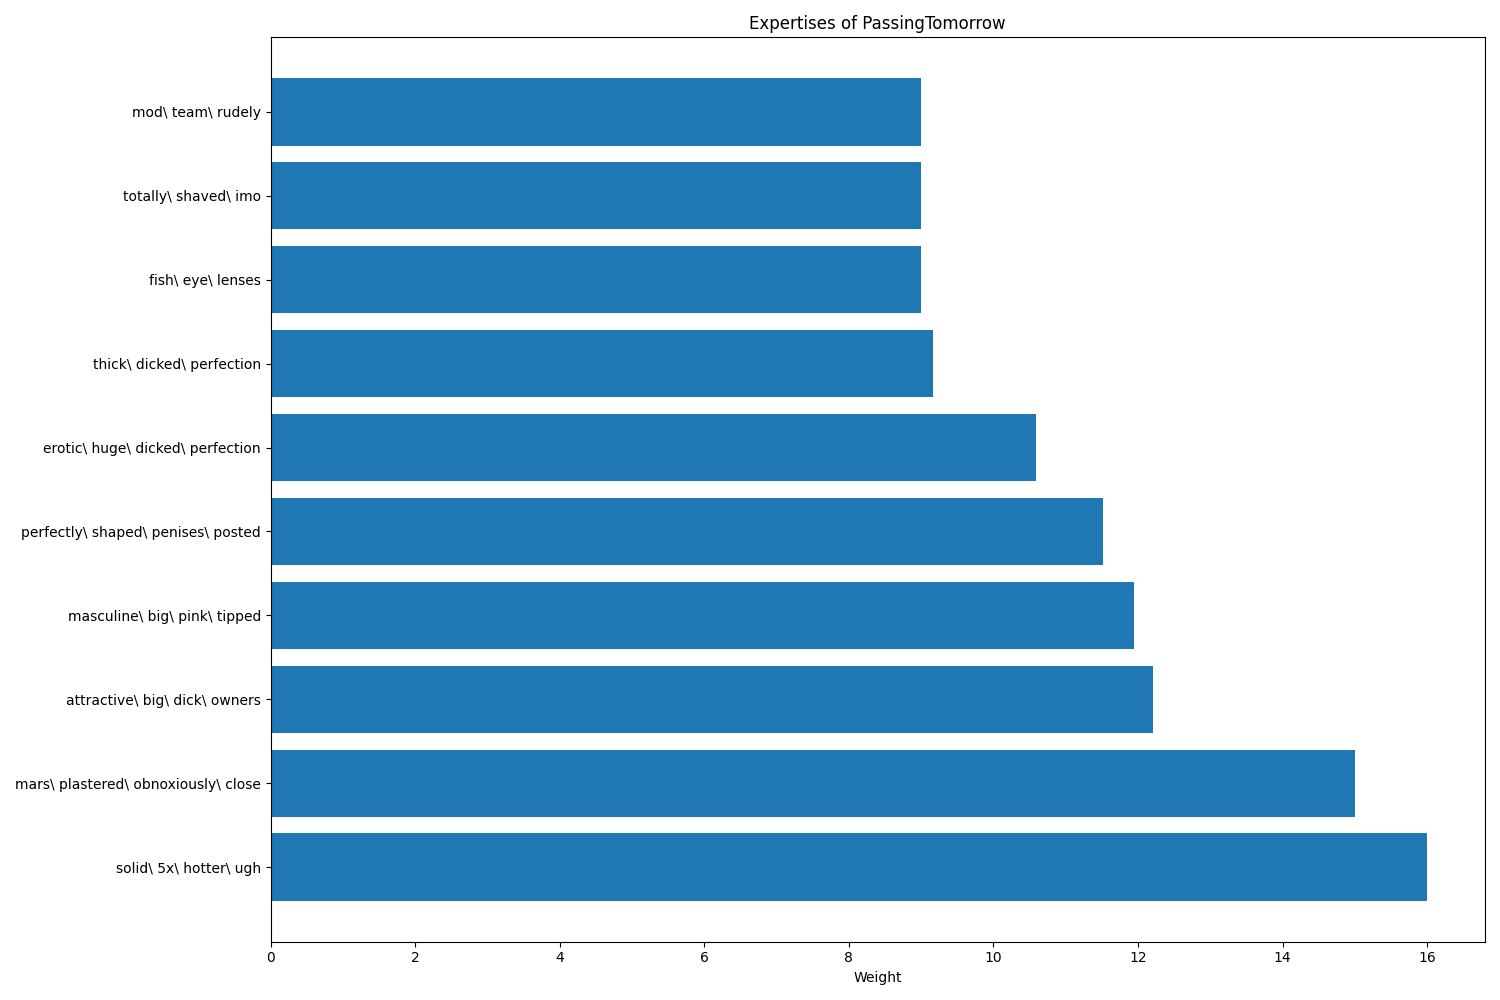 Expertises of PassingTomorrow
mod\ team\ rudely
totally\ shaved\ imo
fish\ eye\ lenses
thick\ dicked\ perfection
erotic\ huge\ dicked\ perfection
perfectly\ shaped\ penises\ posted
masculine\ big\ pink\ tipped
attractive\ big\ dick\ owners
mars\ plastered\ obnoxiously\ close
solid\ 5x\ hotter\ ugh
0 2 4 6 8 10 12 14 16
Weight